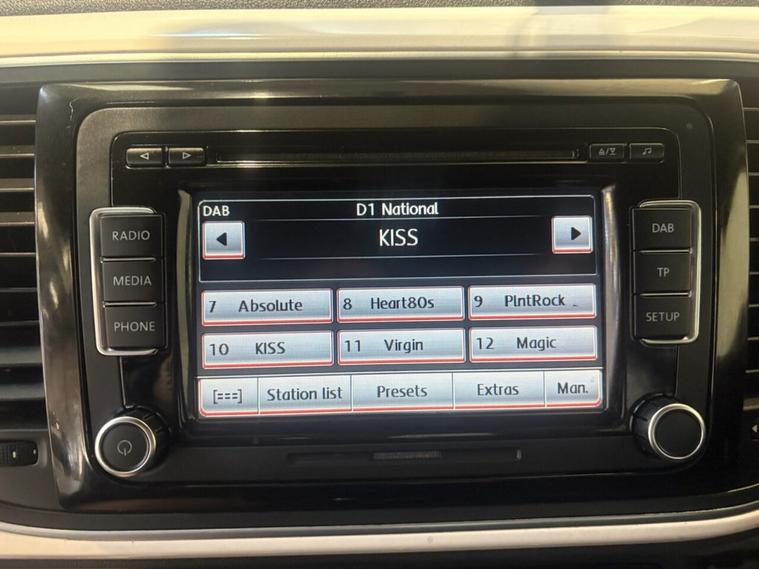 DAB D1 National
KISS
RADIO
MEDIA
PHONE
DAB
TP
SETUP
7 Absolute 8 Heart80s 9 PlntRock
10 KISS 11 Virgin 12 Magic
[===] Station list Presets Extras Man.